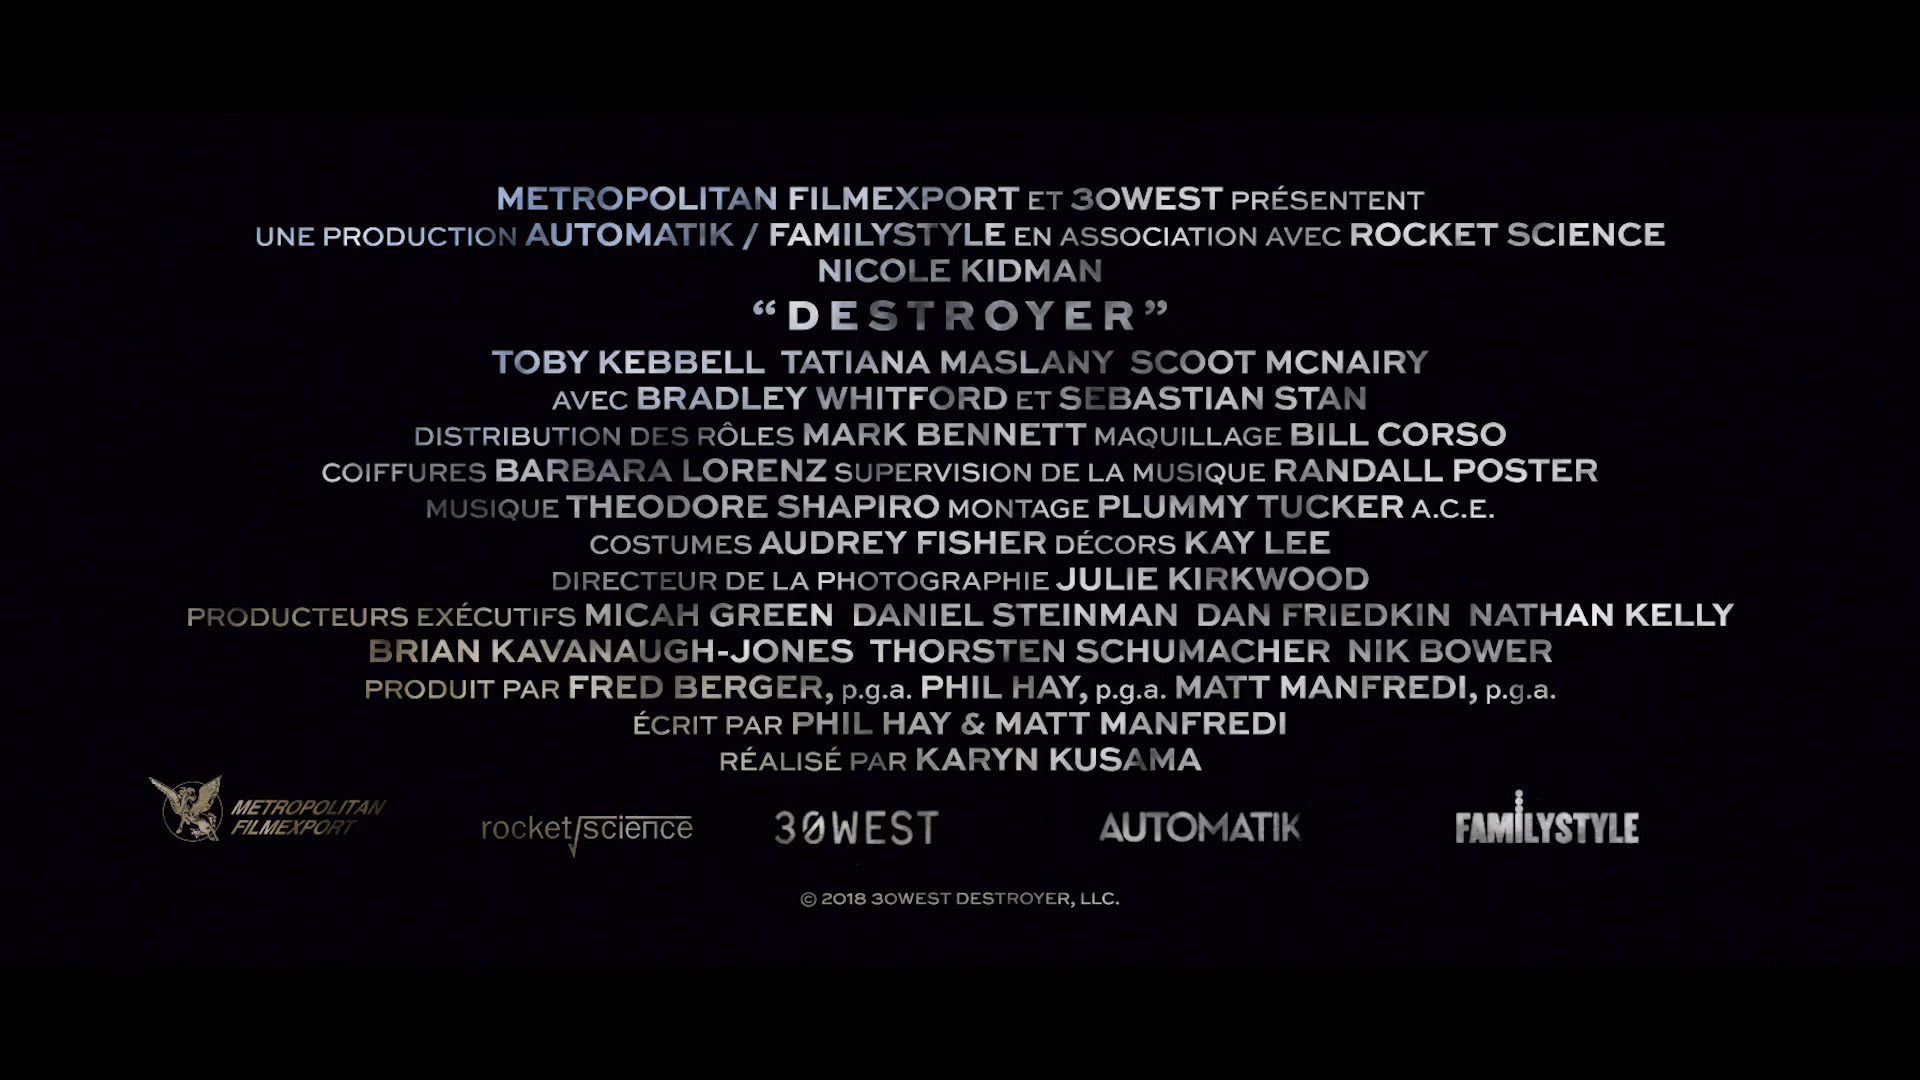 METROPOLITAN FILMEXPORT ET 30WEST PRÉSENTENT
UNE PRODUCTION AUTOMATIK / FAMILYSTYLE EN ASSOCIATION AVEC ROCKET SCIENCE
NICOLE KIDMAN
“DESTROYER”
TOBY KEBBELL TATIANA MASLANY SCOOT MCNAIRY
AVEC BRADLEY WHITFORD ET SEBASTIAN STAN
DISTRIBUTION DES RÔLES MARK BENNETT MAQUILLAGE BILL CORSO
COIFFURES BARBARA LORENZ SUPERVISION DE LA MUSIQUE RANDALL POSTER
MUSIQUE THEODORE SHAPIRO MONTAGE PLUMMY TUCKER A.C.E.
COSTUMES AUDREY FISHER DÉCORS KAY LEE
DIRECTEUR DE LA PHOTOGRAPHIE JULIE KIRKWOOD
PRODUCTEURS EXÉCUTIFS MICAH GREEN DANIEL STEINMAN DAN FRIEDKIN NATHAN KELLY
BRIAN KAVANAUGH-JONES THORSTEN SCHUMACHER NIK BOWER
PRODUIT PAR FRED BERGER, p.g.a. PHIL HAY, p.g.a. MATT MANFREDI, p.g.a.
ÉCRIT PAR PHIL HAY & MATT MANFREDI
RÉALISÉ PAR KARYN KUSAMA
METROPOLITAN FILMEXPORT
rocket science
30WEST
AUTOMATIK
FAMILYSTYLE
© 2018 30WEST DESTROYER, LLC.